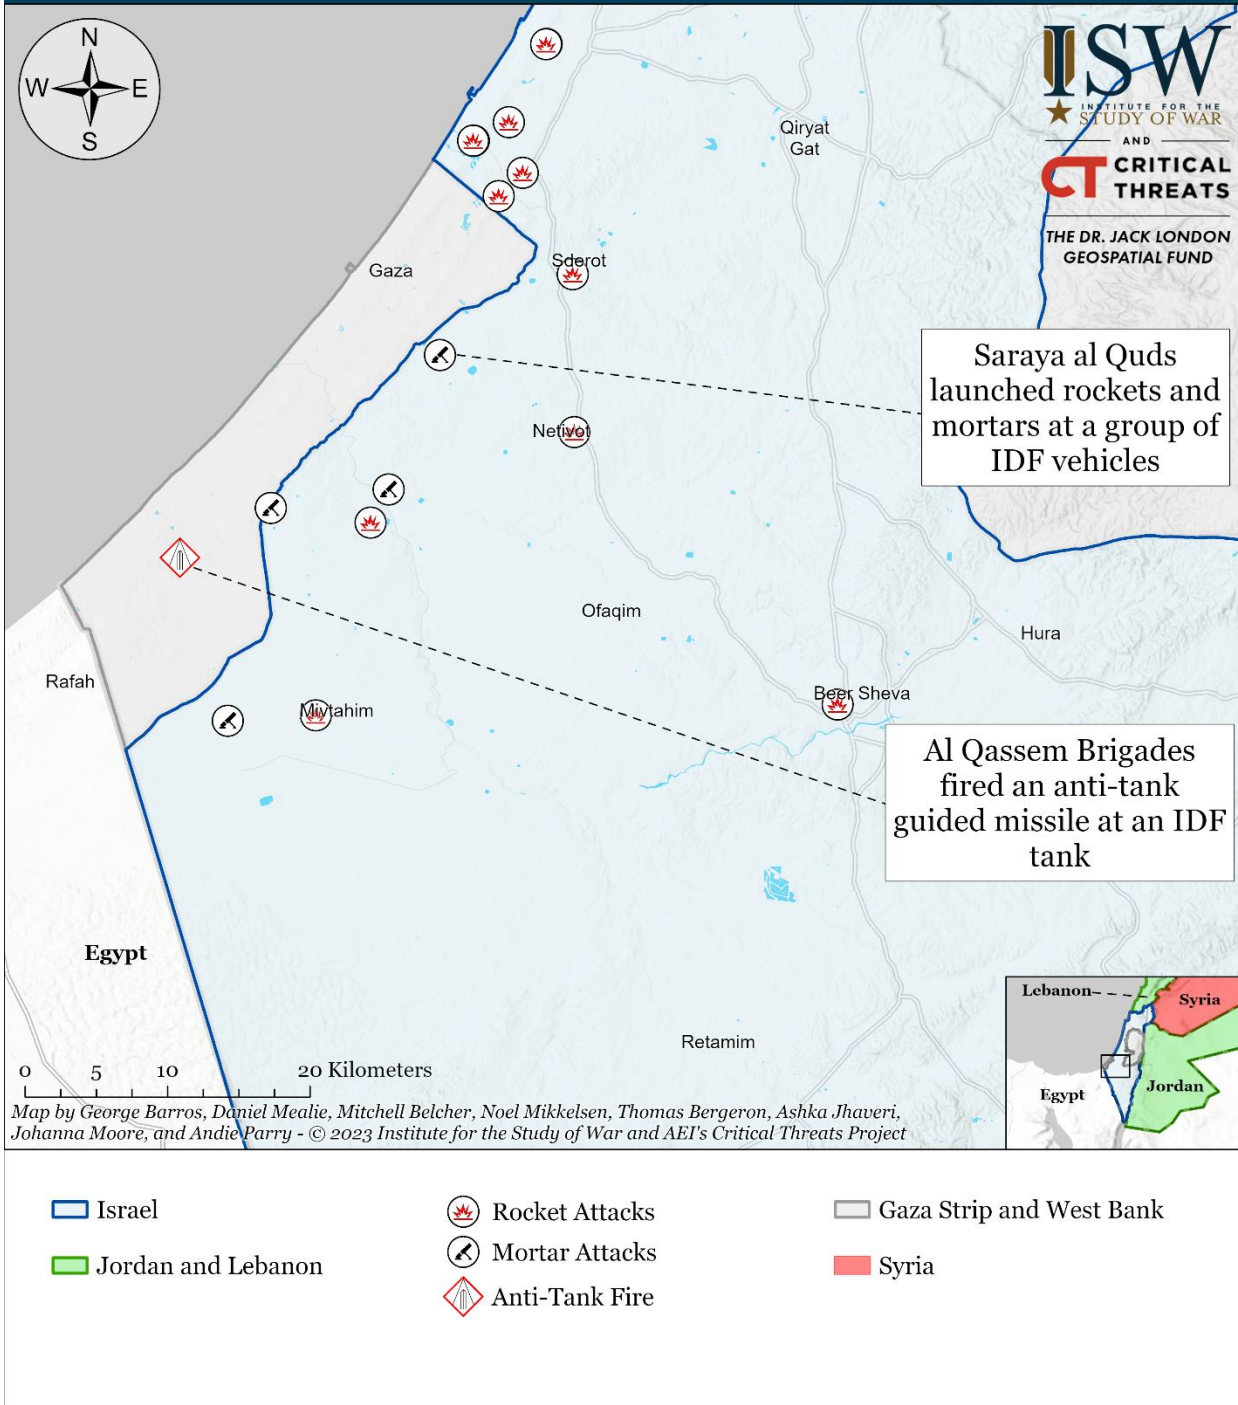 N
W E
S
ISW
INSTITUTE FOR THE
STUDY OF WAR
AND
CT CRITICAL
THREATS
THE DR. JACK LONDON
GEOSPATIAL FUND
Qiryat
Gat
Sderot
Gaza
Saraya al Quds
launched rockets and
mortars at a group of
IDF vehicles
Netivot
Ofaqim
Hura
Rafah
Mivtahim
Beer Sheva
Al Qassem Brigades
fired an anti-tank
guided missile at an IDF
tank
Egypt
Retamim
Lebanon
Syria
Jordan
Egypt
0 5 10 20 Kilometers
Map by George Barros, Daniel Mealie, Mitchell Belcher, Noel Mikkelsen, Thomas Bergeron, Ashka Jhaveri,
Johanna Moore, and Andie Parry - © 2023 Institute for the Study of War and AEI's Critical Threats Project
Israel
Jordan and Lebanon
Rocket Attacks
Mortar Attacks
Anti-Tank Fire
Gaza Strip and West Bank
Syria